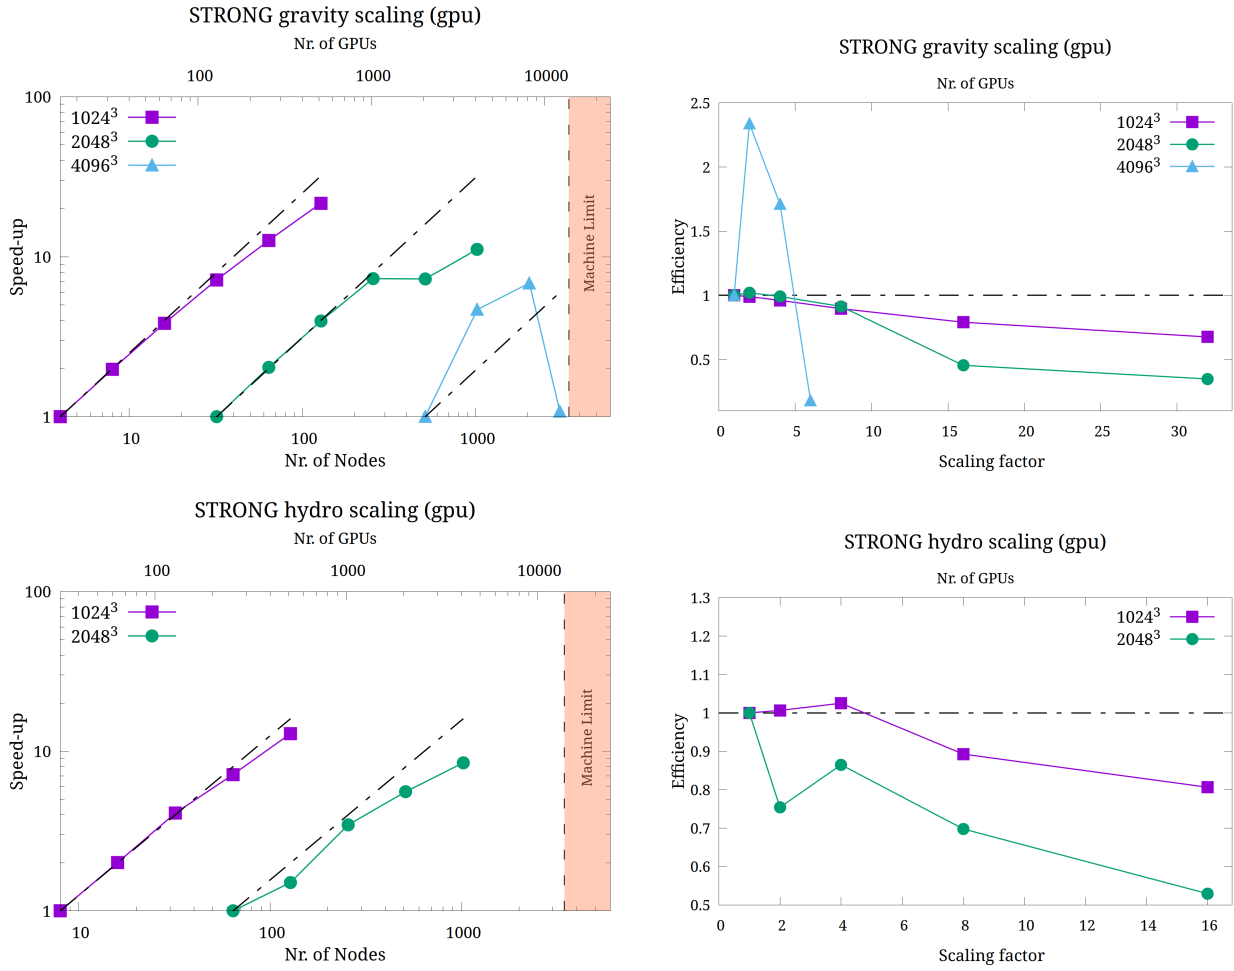 STRONG gravity scaling (gpu)
Nr. of GPUs
100 1000 10000
100
10
1
1024³
2048³
4096³
Speed-up
Machine Limit
10 100 1000
Nr. of Nodes
STRONG gravity scaling (gpu)
Nr. of GPUs
2.5
2
1.5
1
0.5
1024³
2048³
4096³
Efficiency
0 5 10 15 20 25 30
Scaling factor
STRONG hydro scaling (gpu)
Nr. of GPUs
100 1000 10000
100
10
1
1024³
2048³
Speed-up
Machine Limit
10 100 1000
Nr. of Nodes
STRONG hydro scaling (gpu)
Nr. of GPUs
1.3
1.2
1.1
1
0.9
0.8
0.7
0.6
0.5
1024³
2048³
Efficiency
0 2 4 6 8 10 12 14 16
Scaling factor